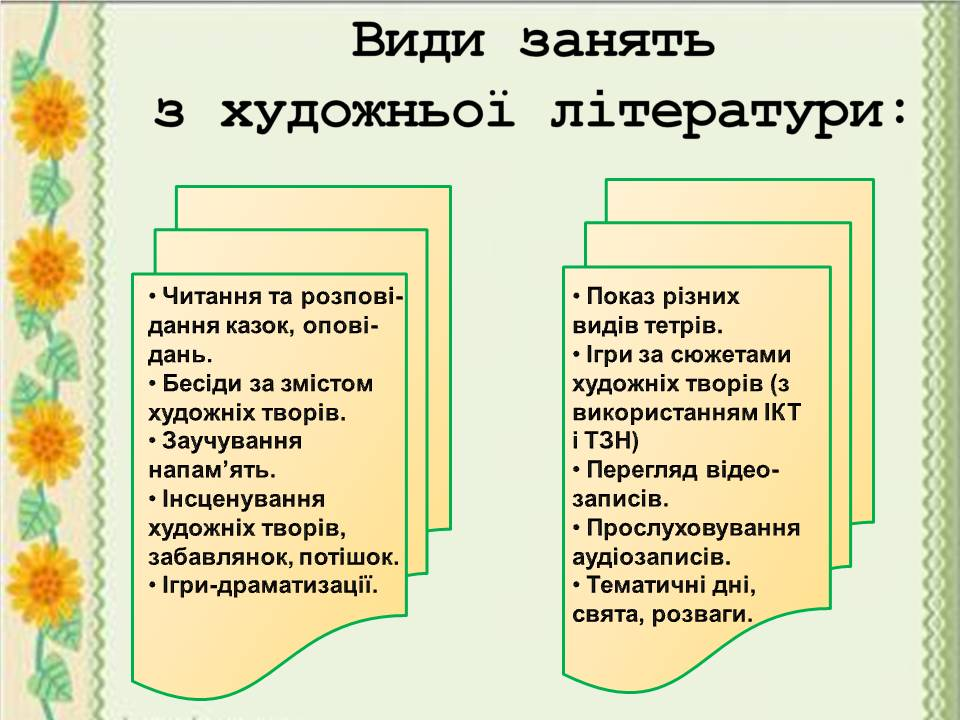 Види занять
з художньої літератури:
• Читання та розпові-
дання казок, опові-
дань.
• Бесіди за змістом
художніх творів.
• Заучування
напам’ять.
• Інсценування
художніх творів,
забавлянок, потішок.
• Ігри-драматизації.
• Показ різних
видів тетрів.
• Ігри за сюжетами
художніх творів (з
використанням ІКТ
і ТЗН)
• Перегляд відео-
записів.
• Прослуховування
аудіозаписів.
• Тематичні дні,
свята, розваги.